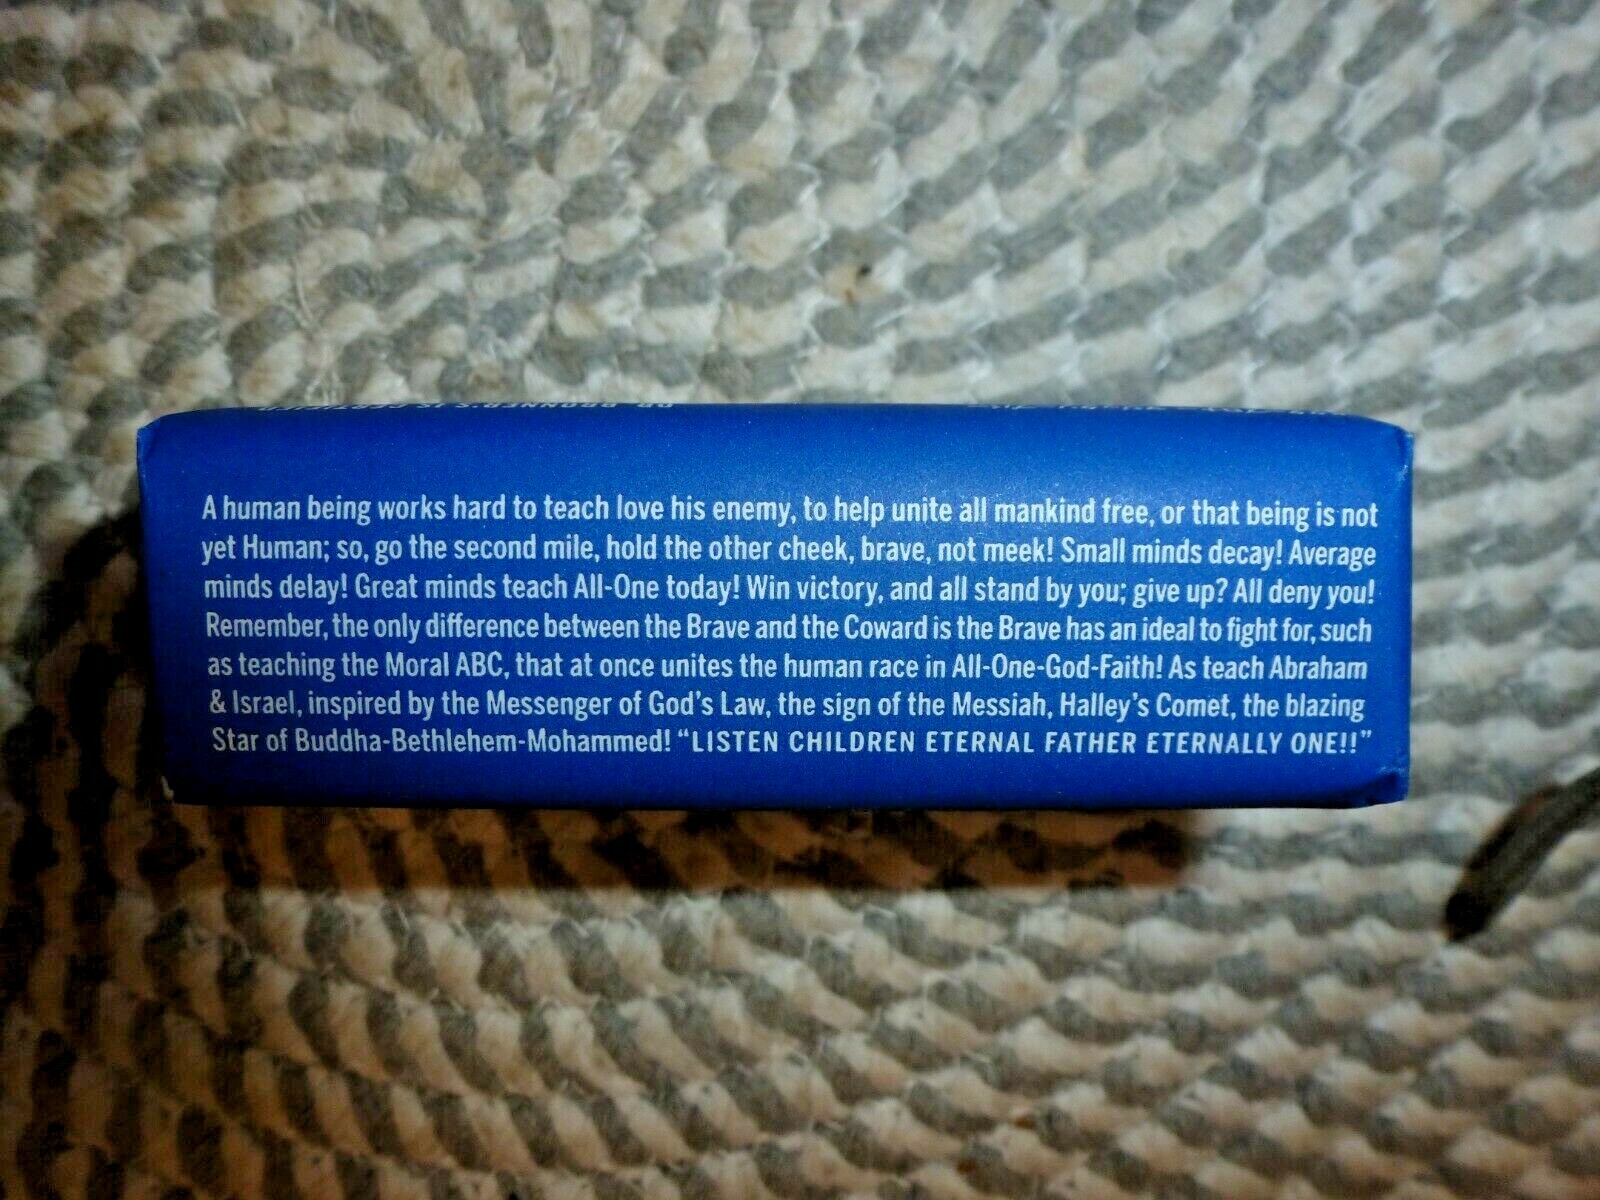 DR. BRONNER'S IS CERTIFIED
A human being works hard to teach love his enemy, to help unite all mankind free, or that being is not
yet Human; so, go the second mile, hold the other cheek, brave, not meek! Small minds decay! Average
minds delay! Great minds teach All-One today! Win victory, and all stand by you; give up? All deny you!
Remember, the only difference between the Brave and the Coward is the Brave has an ideal to fight for, such
as teaching the Moral ABC, that at once unites the human race in All-One-God-Faith! As teach Abraham
& Israel, inspired by the Messenger of God's Law, the sign of the Messiah, Halley's Comet, the blazing
Star of Buddha-Bethlehem-Mohammed! “LISTEN CHILDREN ETERNAL FATHER ETERNALLY ONE!!”